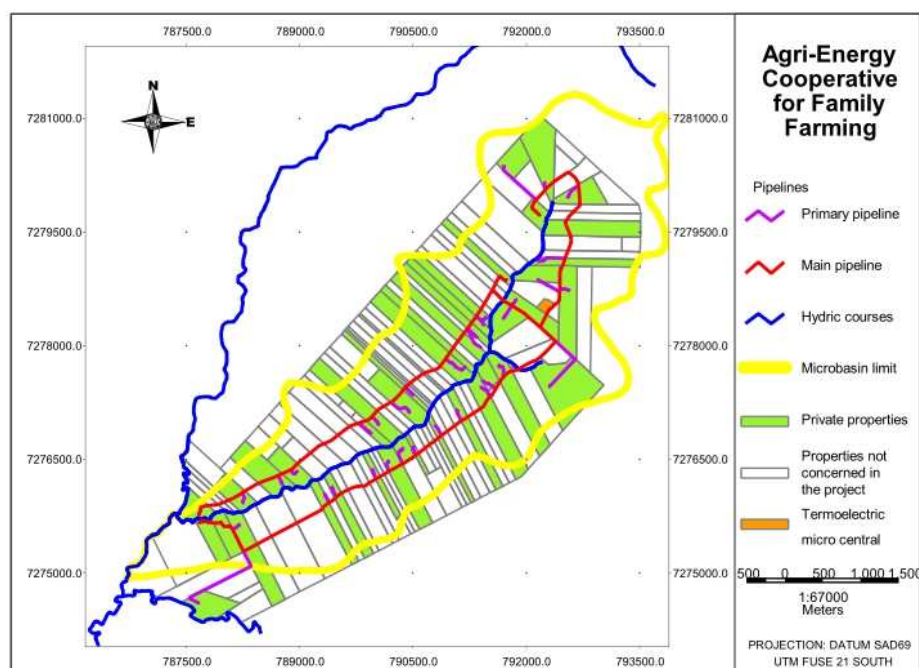 787500.0 789000.0 790500.0 792000.0 793500.0
7281000.0 7281000.0
7279500.0 7279500.0
7278000.0 7278000.0
7276500.0 7276500.0
7275000.0 7275000.0
787500.0 789000.0 790500.0 792000.0 793500.0
N
E
Agri-Energy
Cooperative
for Family
Farming
Pipelines
Primary pipeline
Main pipeline
Hydric courses
Microbasin limit
Private properties
Properties not
concerned in
the project
Termoelectric
micro central
500 0 500 1.000 1.500
1:67000
Meters
PROJECTION: DATUM SAD69
UTM FUSE 21 SOUTH